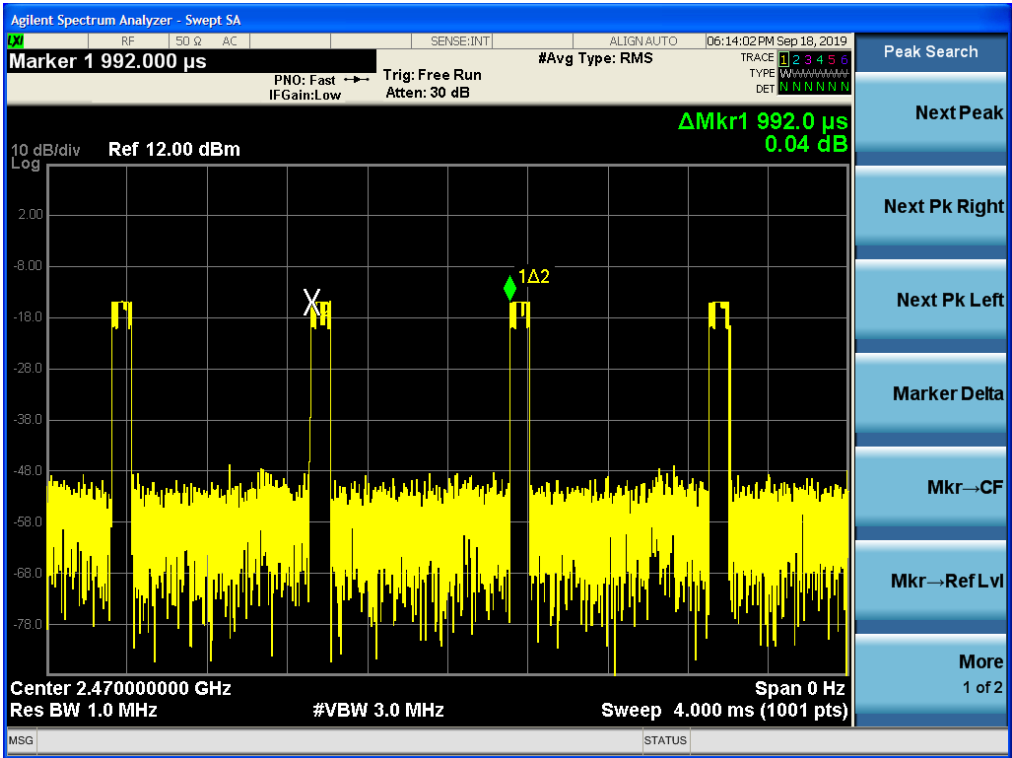 Agilent Spectrum Analyzer - Swept SA
LXI RF 50 Ω AC SENSE:INT ALIGN AUTO 06:14:02 PM Sep 18, 2019
Marker 1 992.000 µs
PNO: Fast
IFGain:Low
Trig: Free Run
Atten: 30 dB
#Avg Type: RMS
TRACE 1 2 3 4 5 6
TYPE
DET N N N N N N
ΔMkr1 992.0 µs
0.04 dB
10 dB/div
Log
Ref 12.00 dBm
2.00
-8.00
-18.0
-28.0
-38.0
-48.0
-58.0
-68.0
-78.0
X
1Δ2
Center 2.470000000 GHz
Span 0 Hz
Res BW 1.0 MHz
#VBW 3.0 MHz
Sweep 4.000 ms (1001 pts)
MSG
STATUS
Peak Search
Next Peak
Next Pk Right
Next Pk Left
Marker Delta
Mkr→CF
Mkr→Ref Lvl
More
1 of 2